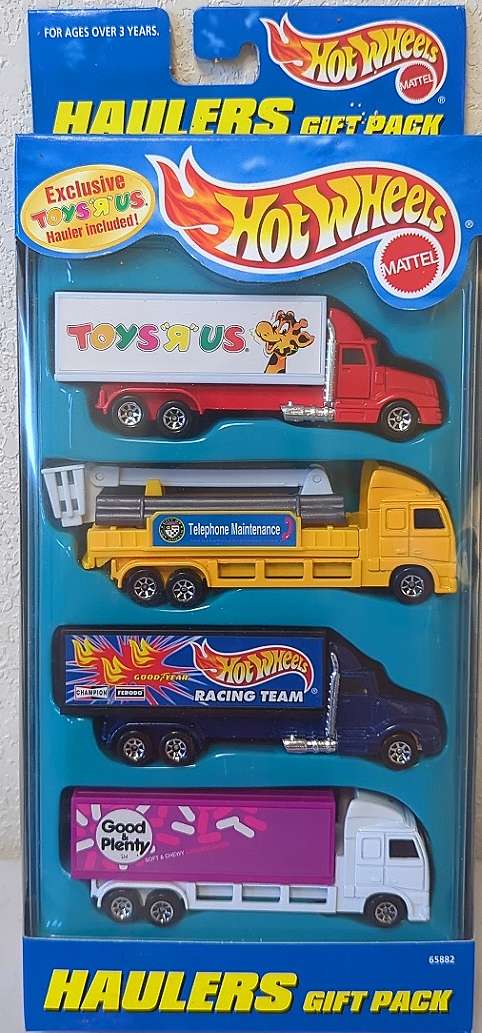 FOR AGES OVER 3 YEARS.
HOT WHEELS
MATTEL
®
HAULERS GIFT PACK
Exclusive
TOYS "R" US®
Hauler included!
HOT WHEELS
®
MATTEL
TOYS "R" US®
Telephone Maintenance
GOODYEAR
CHAMPION
FERODO
HOT WHEELS
RACING TEAM
®
Good
&
Plenty
SOFT & CHEWY
65882
HAULERS GIFT PACK